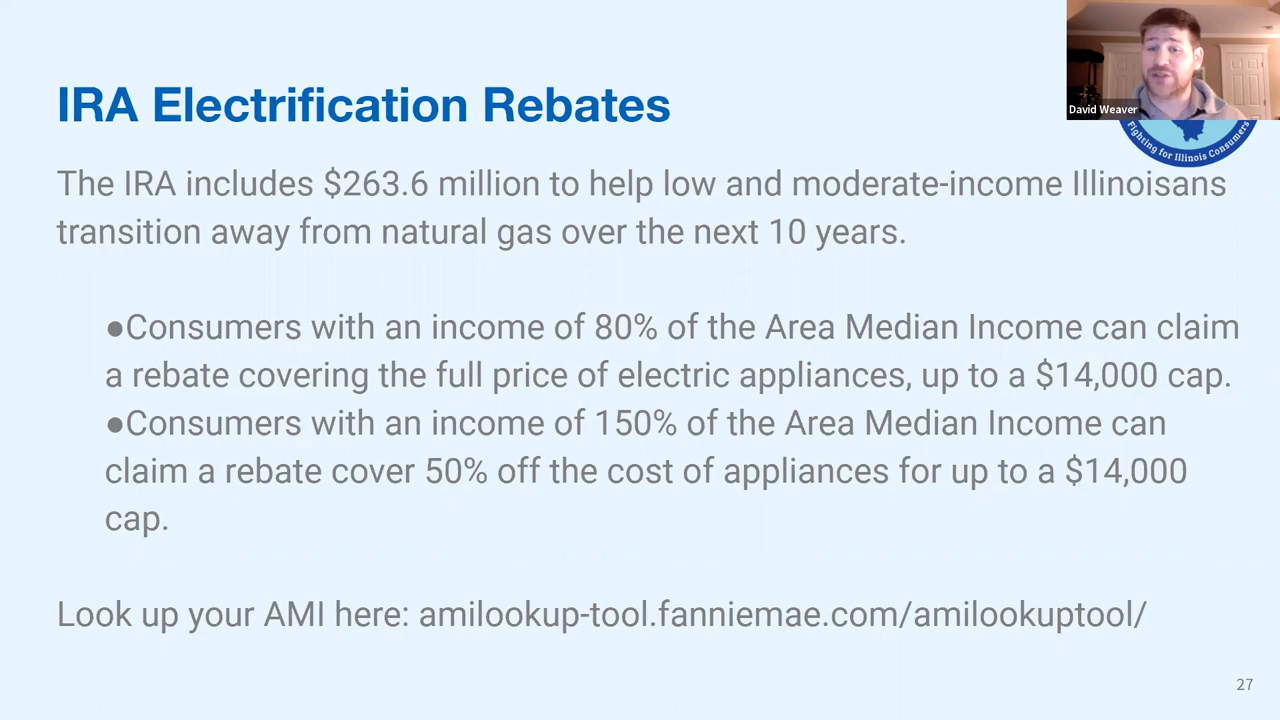 David Weaver
Fighting for Illinois Consumers
IRA Electrification Rebates
The IRA includes $263.6 million to help low and moderate-income Illinoisans
transition away from natural gas over the next 10 years.
●Consumers with an income of 80% of the Area Median Income can claim
a rebate covering the full price of electric appliances, up to a $14,000 cap.
●Consumers with an income of 150% of the Area Median Income can
claim a rebate cover 50% off the cost of appliances for up to a $14,000
cap.
Look up your AMI here: amilookup-tool.fanniemae.com/amilookuptool/
27